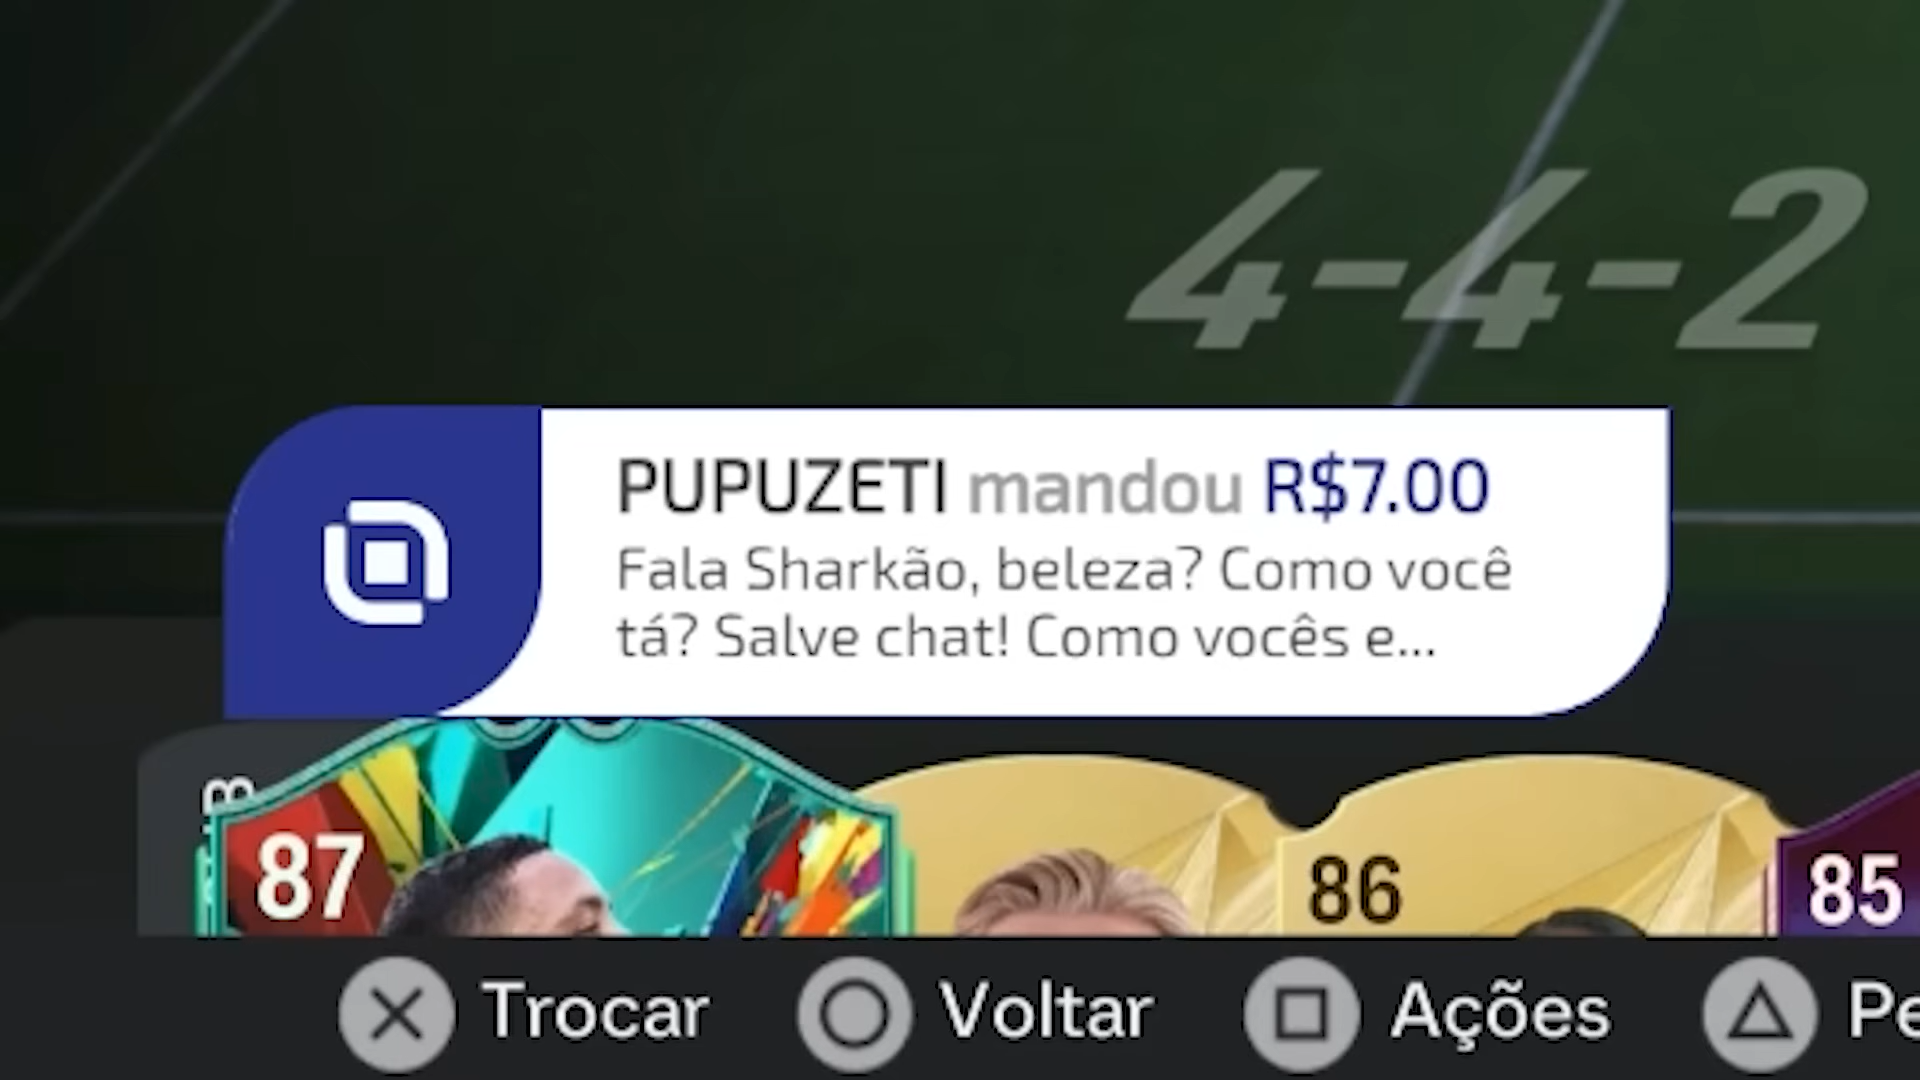 4-4-2
PUPUZETI mandou R$7.00
Fala Sharkão, beleza? Como você
tá? Salve chat! Como vocês e...
87
86
85
Trocar
Voltar
Ações
Pe